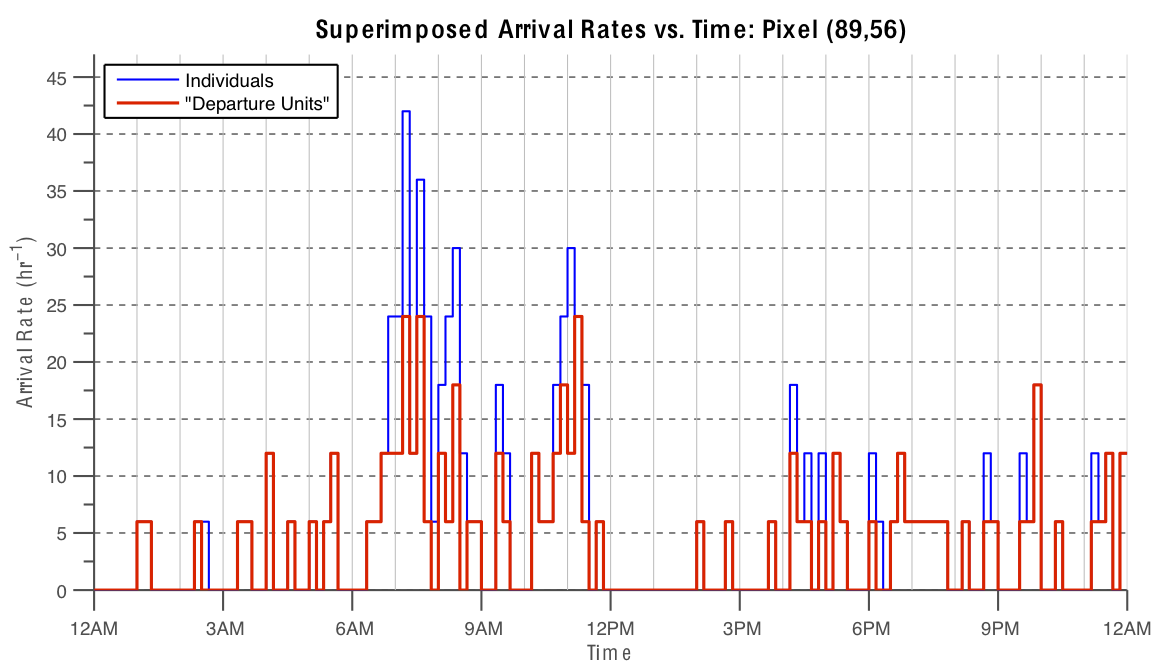 Superimposed Arrival Rates vs. Time: Pixel (89,56)
Individuals
"Departure Units"
45
40
35
30
25
20
15
10
5
0
Arrival Rate (hr⁻¹)
12AM 3AM 6AM 9AM 12PM 3PM 6PM 9PM 12AM
Time